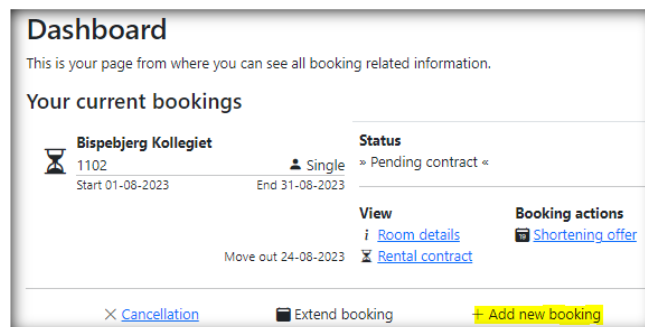 Dashboard
This is your page from where you can see all booking related information.
Your current bookings
Bispebjerg Kollegiet
1102 Single
Start 01-08-2023 End 31-08-2023
Move out 24-08-2023
Status
» Pending contract «
View
i Room details
Rental contract
Booking actions
19 Shortening offer
Cancellation Extend booking + Add new booking